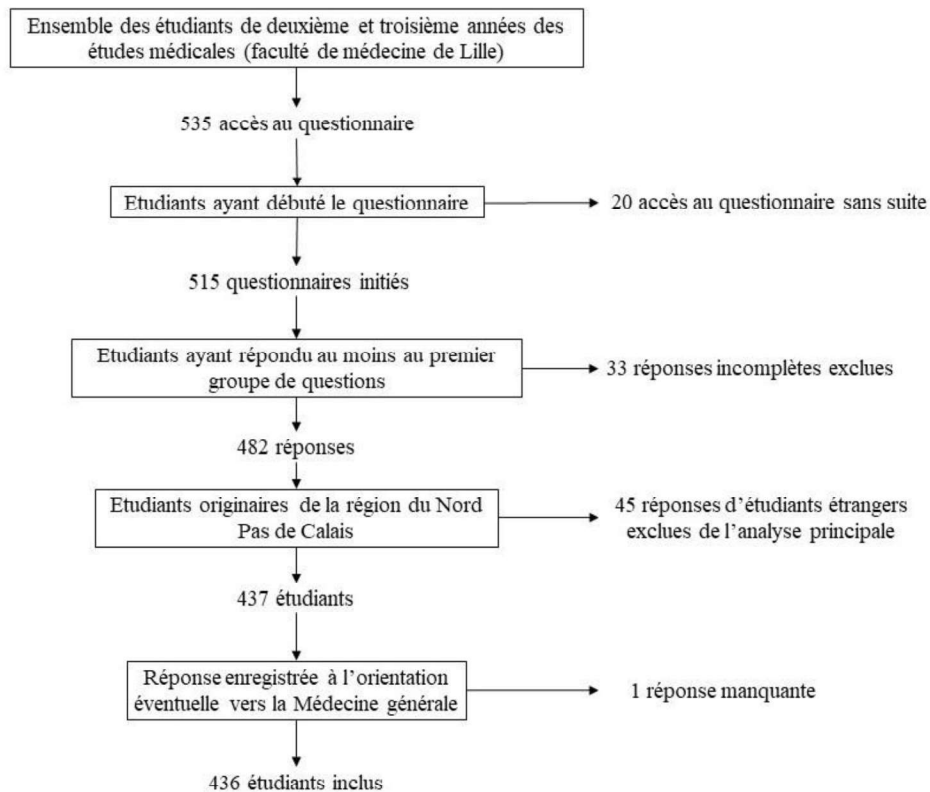 Ensemble des étudiants de deuxième et troisième années des
études médicales (faculté de médecine de Lille)
535 accès au questionnaire
Etudiants ayant débuté le questionnaire
20 accès au questionnaire sans suite
515 questionnaires initiés
Etudiants ayant répondu au moins au premier
groupe de questions
33 réponses incomplètes exclues
482 réponses
Etudiants originaires de la région du Nord
Pas de Calais
45 réponses d’étudiants étrangers
exclues de l’analyse principale
437 étudiants
Réponse enregistrée à l’orientation
éventuelle vers la Médecine générale
1 réponse manquante
436 étudiants inclus